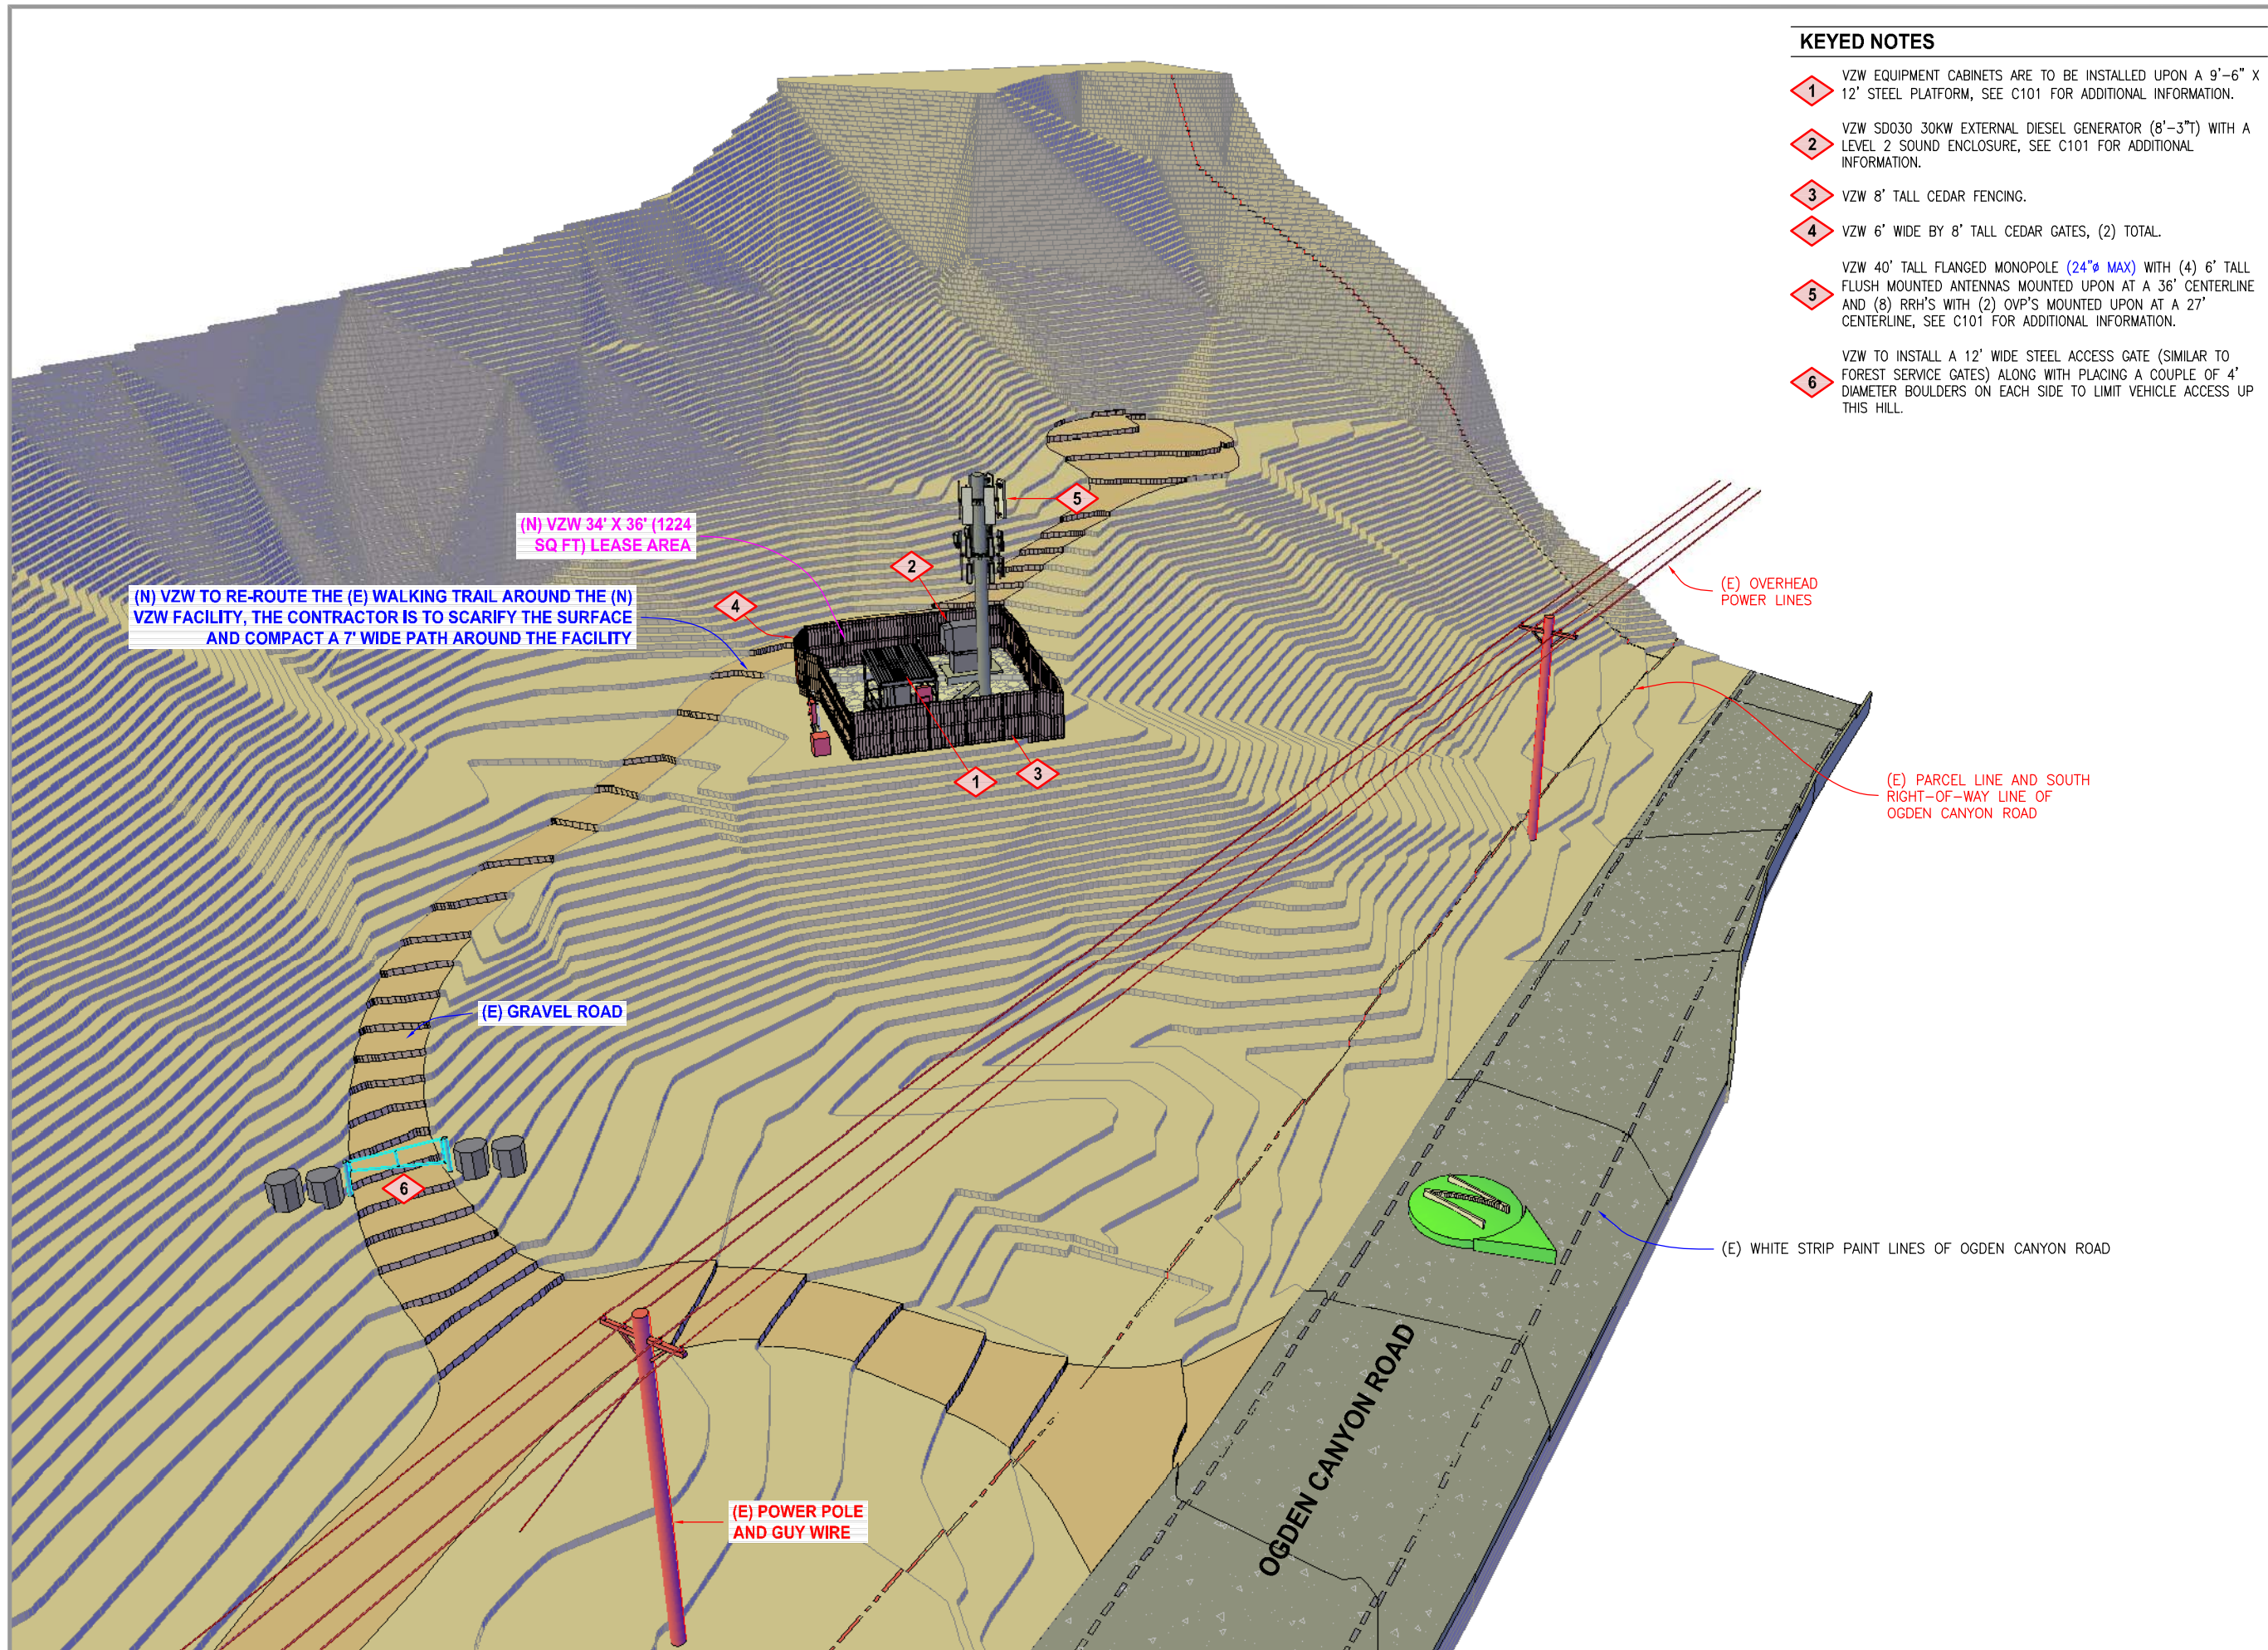 KEYED NOTES
1
VZW EQUIPMENT CABINETS ARE TO BE INSTALLED UPON A 9'-6" X
12' STEEL PLATFORM, SEE C101 FOR ADDITIONAL INFORMATION.
2
VZW SD030 30KW EXTERNAL DIESEL GENERATOR (8'-3"T) WITH A
LEVEL 2 SOUND ENCLOSURE, SEE C101 FOR ADDITIONAL
INFORMATION.
3
VZW 8' TALL CEDAR FENCING.
4
VZW 6' WIDE BY 8' TALL CEDAR GATES, (2) TOTAL.
5
VZW 40' TALL FLANGED MONOPOLE (24"ø MAX) WITH (4) 6' TALL
FLUSH MOUNTED ANTENNAS MOUNTED UPON AT A 36' CENTERLINE
AND (8) RRH'S WITH (2) OVP'S MOUNTED UPON AT A 27'
CENTERLINE, SEE C101 FOR ADDITIONAL INFORMATION.
6
VZW TO INSTALL A 12' WIDE STEEL ACCESS GATE (SIMILAR TO
FOREST SERVICE GATES) ALONG WITH PLACING A COUPLE OF 4'
DIAMETER BOULDERS ON EACH SIDE TO LIMIT VEHICLE ACCESS UP
THIS HILL.
5
(N) VZW 34' X 36' (1224
SQ FT) LEASE AREA
2
(N) VZW TO RE-ROUTE THE (E) WALKING TRAIL AROUND THE (N)
VZW FACILITY, THE CONTRACTOR IS TO SCARIFY THE SURFACE
AND COMPACT A 7' WIDE PATH AROUND THE FACILITY
4
(E) OVERHEAD
POWER LINES
1
3
(E) PARCEL LINE AND SOUTH
RIGHT-OF-WAY LINE OF
OGDEN CANYON ROAD
(E) GRAVEL ROAD
6
N
(E) WHITE STRIP PAINT LINES OF OGDEN CANYON ROAD
OGDEN CANYON ROAD
(E) POWER POLE
AND GUY WIRE